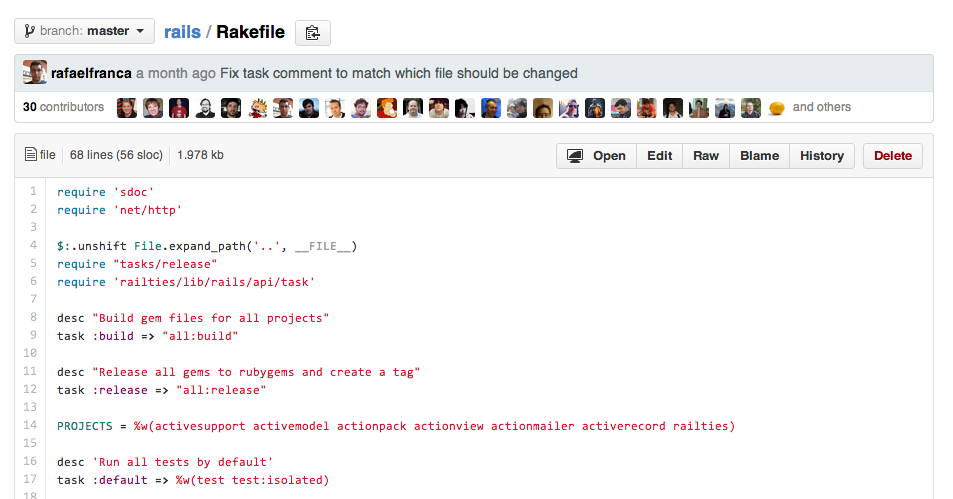 branch: master rails / Rakefile
rafaelfranca a month ago Fix task comment to match which file should be changed
30 contributors and others
file 68 lines (56 sloc) 1.978 kb Open Edit Raw Blame History Delete
1 require 'sdoc'
2 require 'net/http'
3
4 $:.unshift File.expand_path('..', __FILE__)
5 require "tasks/release"
6 require 'railties/lib/rails/api/task'
7
8 desc "Build gem files for all projects"
9 task :build => "all:build"
10
11 desc "Release all gems to rubygems and create a tag"
12 task :release => "all:release"
13
14 PROJECTS = %w(activesupport activemodel actionpack actionview actionmailer activerecord railties)
15
16 desc 'Run all tests by default'
17 task :default => %w(test test:isolated)
18